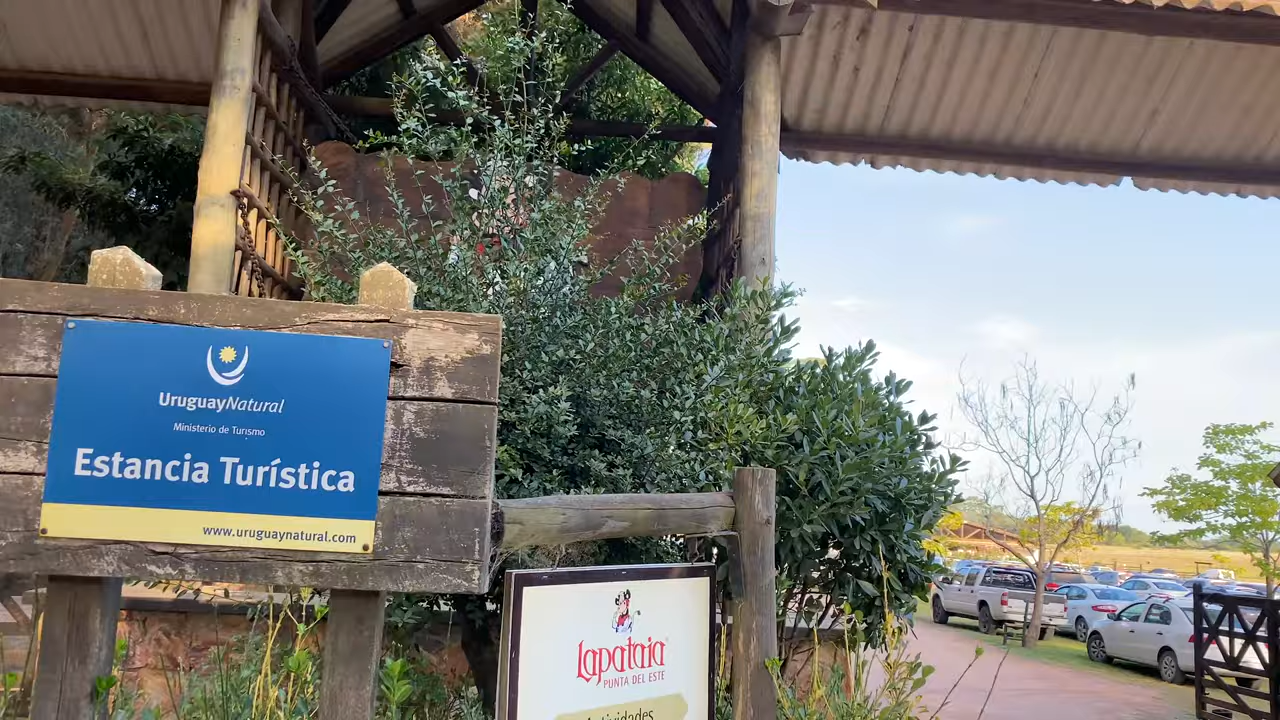 UruguayNatural
Ministerio de Turismo
Estancia Turística
www.uruguaynatural.com
Lapataia
PUNTA DEL ESTE
Actividades